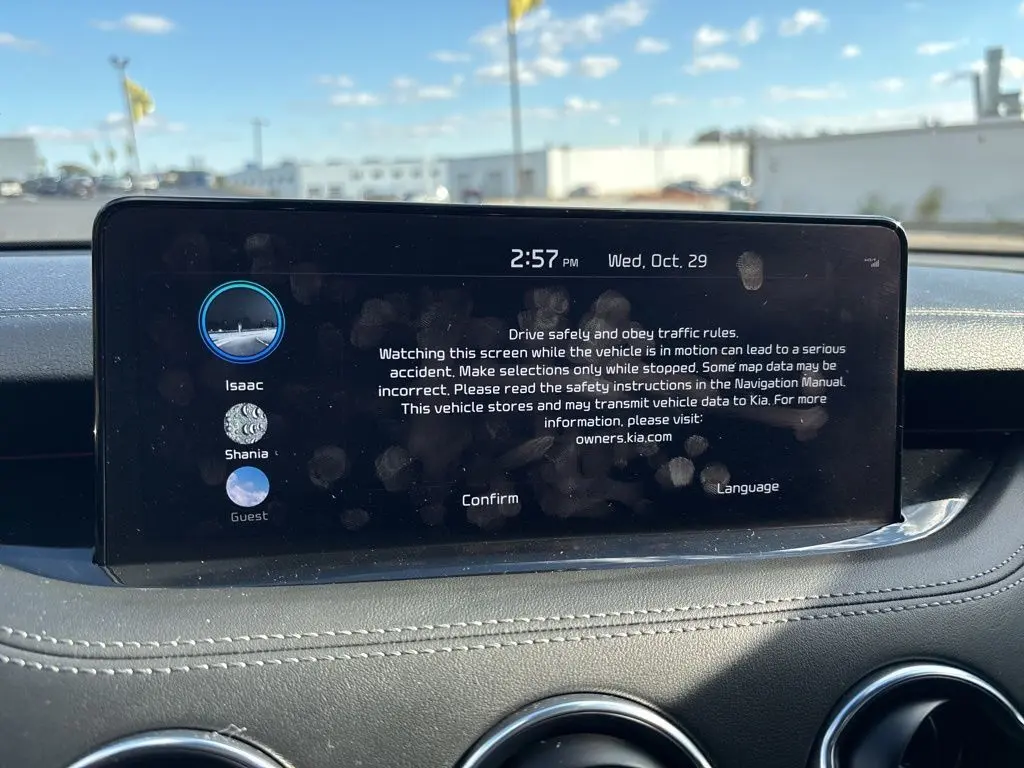 2:57 PM Wed, Oct. 29
Isaac
Shania
Guest
Drive safely and obey traffic rules.
Watching this screen while the vehicle is in motion can lead to a serious
accident. Make selections only while stopped. Some map data may be
incorrect. Please read the safety instructions in the Navigation Manual.
This vehicle stores and may transmit vehicle data to Kia. For more
information, please visit:
owners.kia.com
Confirm
Language